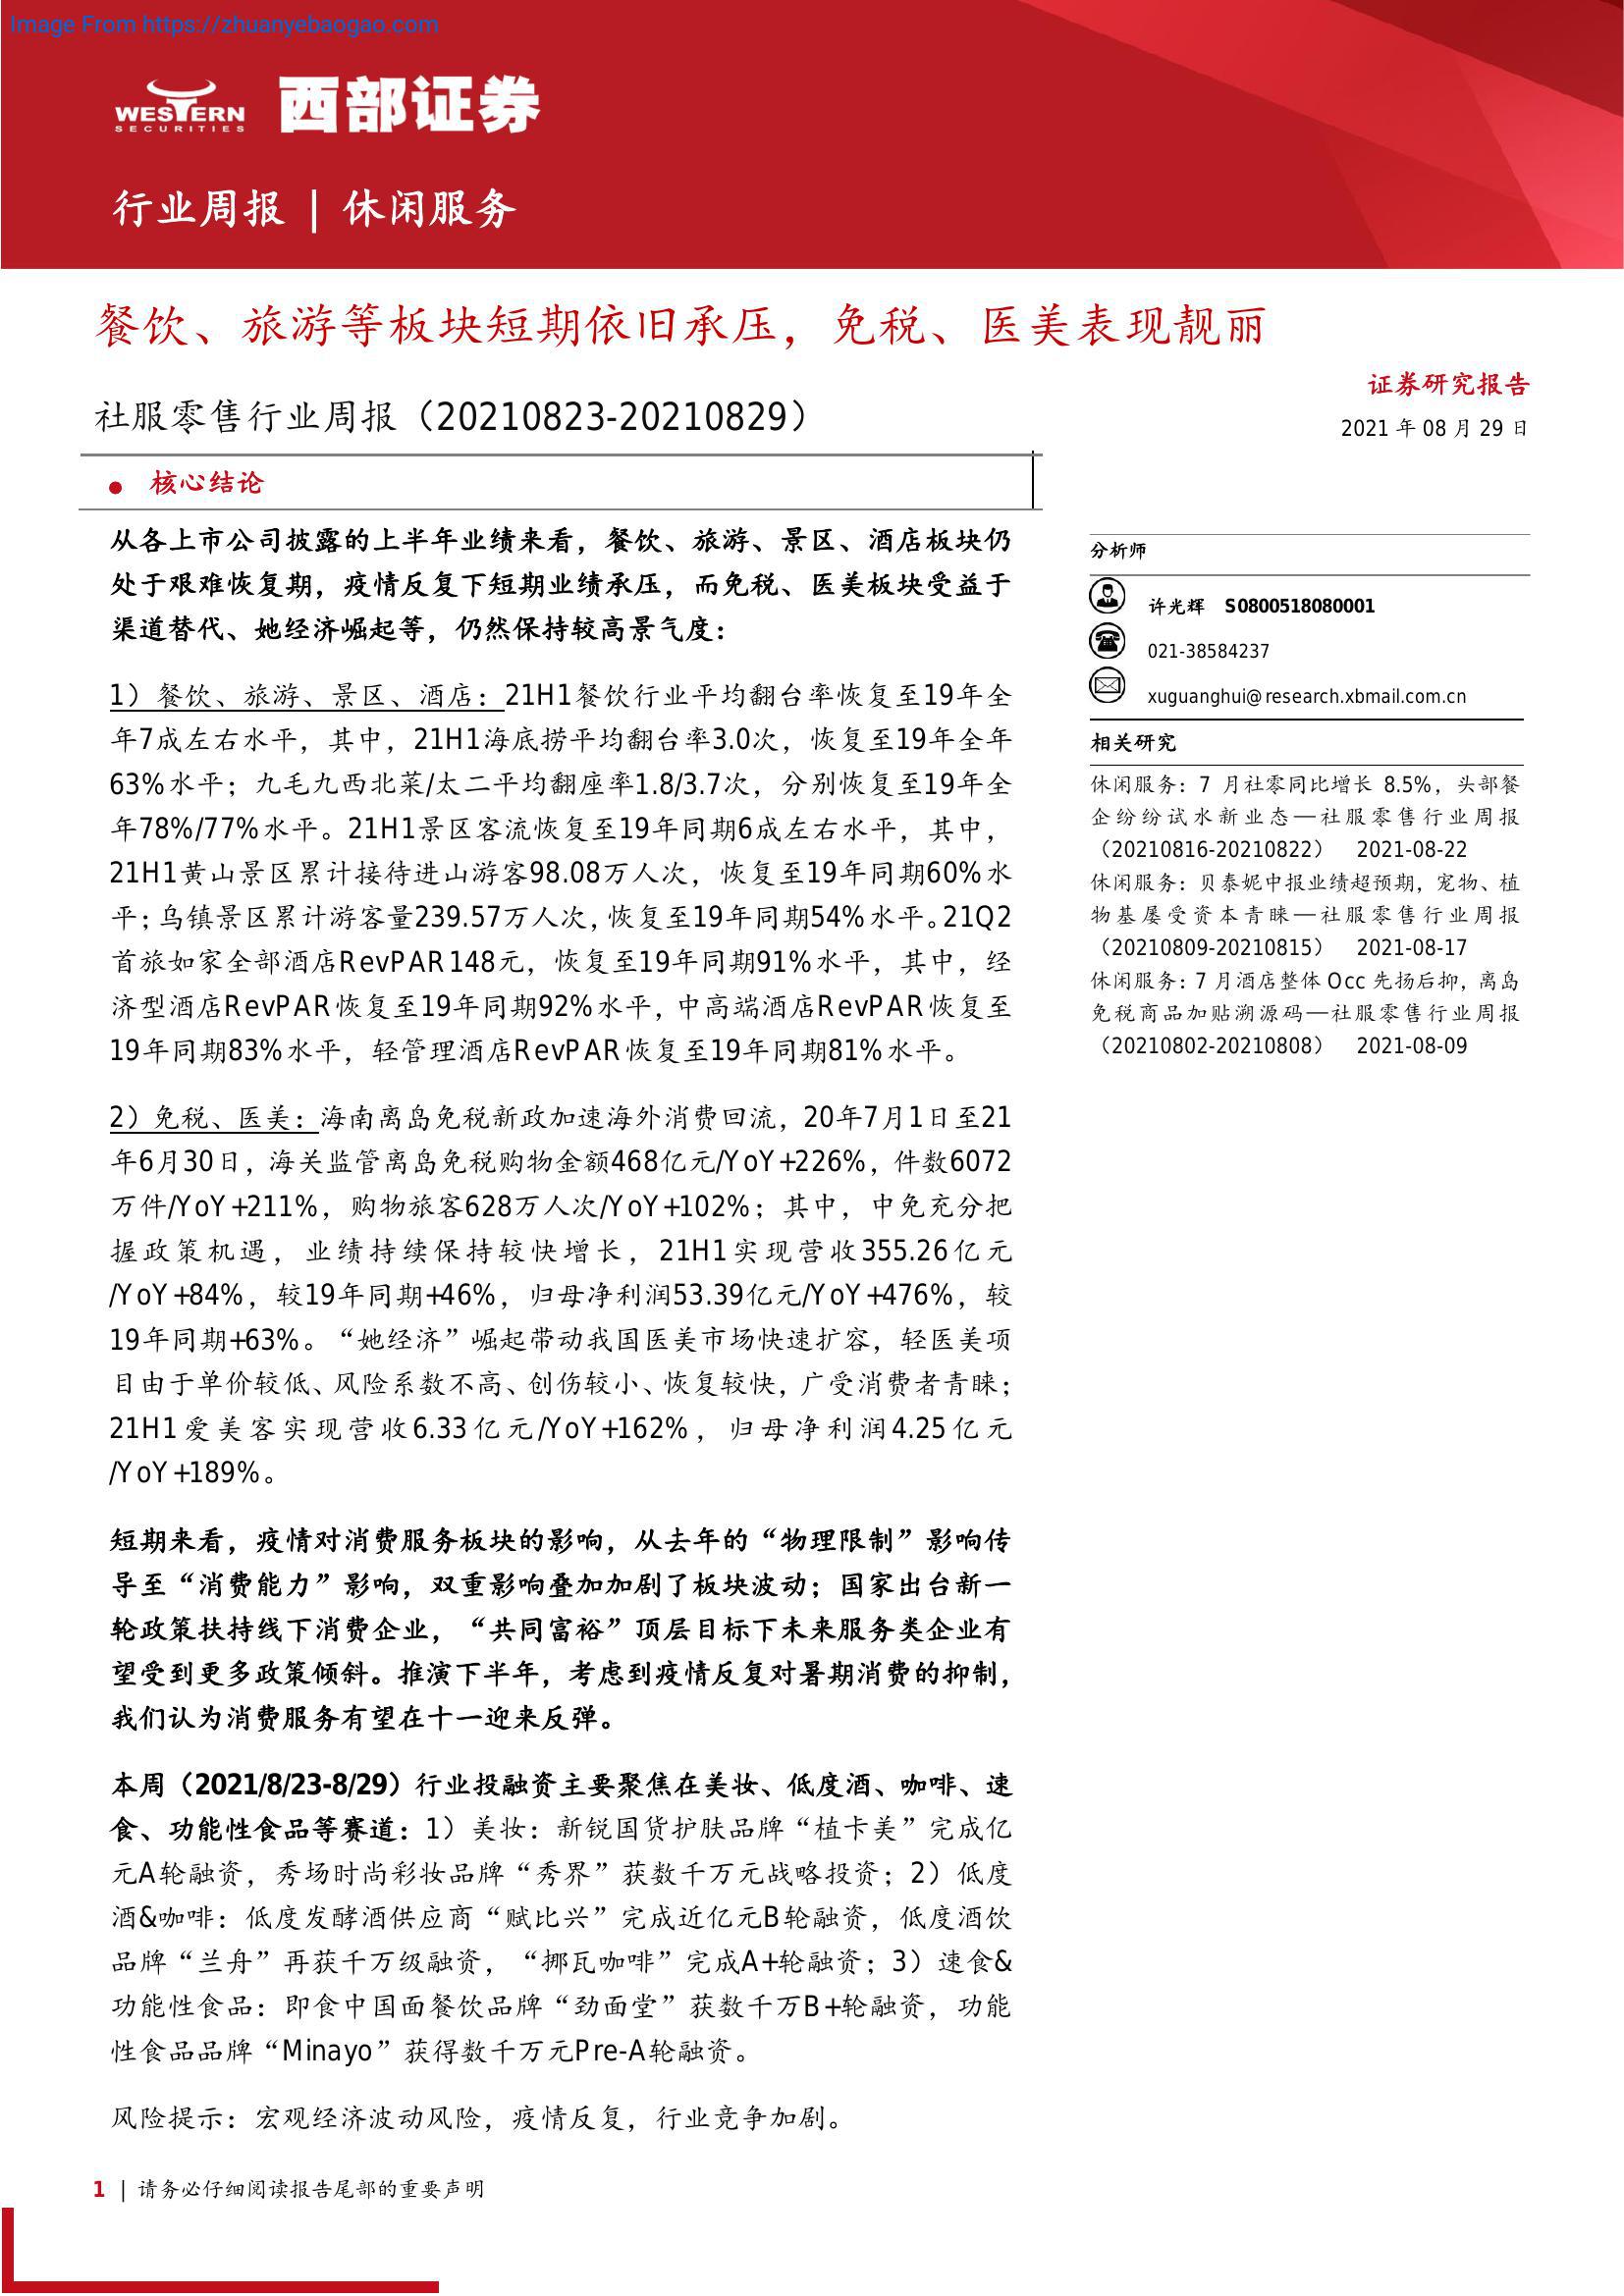 Image From https://zhuanyebaogao.com
WESTERN
SECURITIES
西部证券
行业周报 | 休闲服务
餐饮、旅游等板块短期依旧承压，免税、医美表现靓丽
社服零售行业周报（20210823-20210829）
证券研究报告
2021 年 08 月 29 日
● 核心结论
从各上市公司披露的上半年业绩来看，餐饮、旅游、景区、酒店板块仍
处于艰难恢复期，疫情反复下短期业绩承压，而免税、医美板块受益于
渠道替代、她经济崛起等，仍然保持较高景气度：
1）餐饮、旅游、景区、酒店：21H1餐饮行业平均翻台率恢复至19年全
年7成左右水平，其中，21H1海底捞平均翻台率3.0次，恢复至19年全年
63%水平；九毛九西北菜/太二平均翻座率1.8/3.7次，分别恢复至19年全
年78%/77%水平。21H1景区客流恢复至19年同期6成左右水平，其中，
21H1黄山景区累计接待进山游客98.08万人次，恢复至19年同期60%水
平；乌镇景区累计游客量239.57万人次，恢复至19年同期54%水平。21Q2
首旅如家全部酒店RevPAR148元，恢复至19年同期91%水平，其中，经
济型酒店RevPAR恢复至19年同期92%水平，中高端酒店RevPAR恢复至
19年同期83%水平，轻管理酒店RevPAR恢复至19年同期81%水平。
2）免税、医美：海南离岛免税新政加速海外消费回流，20年7月1日至21
年6月30日，海关监管离岛免税购物金额468亿元/YoY+226%，件数6072
万件/YoY+211%，购物旅客628万人次/YoY+102%；其中，中免充分把
握政策机遇，业绩持续保持较快增长，21H1实现营收355.26亿元
/YoY+84%，较19年同期+46%，归母净利润53.39亿元/YoY+476%，较
19年同期+63%。“她经济”崛起带动我国医美市场快速扩容，轻医美项
目由于单价较低、风险系数不高、创伤较小、恢复较快，广受消费者青睐；
21H1爱美客实现营收6.33亿元/YoY+162%，归母净利润4.25亿元
/YoY+189%。
短期来看，疫情对消费服务板块的影响，从去年的“物理限制”影响传
导至“消费能力”影响，双重影响叠加加剧了板块波动；国家出台新一
轮政策扶持线下消费企业，“共同富裕”顶层目标下未来服务类企业有
望受到更多政策倾斜。推演下半年，考虑到疫情反复对暑期消费的抑制，
我们认为消费服务有望在十一迎来反弹。
本周（2021/8/23-8/29）行业投融资主要聚焦在美妆、低度酒、咖啡、速
食、功能性食品等赛道：1）美妆：新锐国货护肤品牌“植卡美”完成亿
元A轮融资，秀场时尚彩妆品牌“秀界”获数千万元战略投资；2）低度
酒&咖啡：低度发酵酒供应商“赋比兴”完成近亿元B轮融资，低度酒饮
品牌“兰舟”再获千万级融资，“挪瓦咖啡”完成A+轮融资；3）速食&
功能性食品：即食中国面餐饮品牌“劲面堂”获数千万B+轮融资，功能
性食品品牌“Minayo”获得数千万元Pre-A轮融资。
风险提示：宏观经济波动风险，疫情反复，行业竞争加剧。
分析师
许光辉 S0800518080001
021-38584237
xuguanghui@research.xbmail.com.cn
相关研究
休闲服务：7 月社零同比增长 8.5%，头部餐
企纷纷试水新业态—社服零售行业周报
（20210816-20210822） 2021-08-22
休闲服务：贝泰妮中报业绩超预期，宠物、植
物基屡受资本青睐—社服零售行业周报
（20210809-20210815） 2021-08-17
休闲服务：7 月酒店整体 Occ 先扬后抑，离岛
免税商品加贴溯源码—社服零售行业周报
（20210802-20210808） 2021-08-09
1 | 请务必仔细阅读报告尾部的重要声明